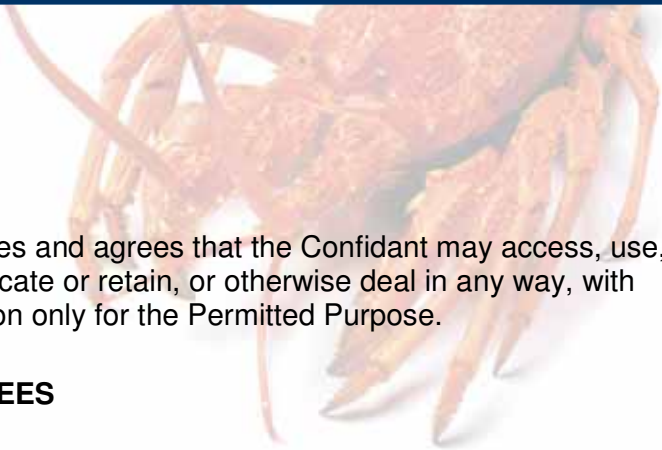 es and agrees that the Confidant may access, use,
cate or retain, or otherwise deal in any way, with
on only for the Permitted Purpose.
EES